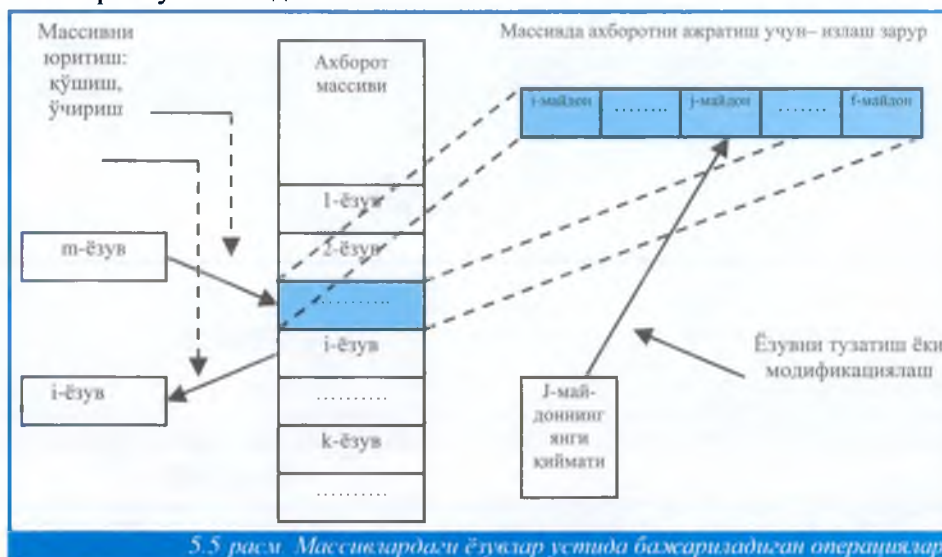 Массивни
юритиш:
қўшиш,
ўчириш
Ахборот
массиви
Массивда ахборотни ажратиш учун– излаш зарур
i-майдон
........
j-майдон
.......
f-майдон
1-ёзув
2-ёзув
..........
i-ёзув
..........
k-ёзув
..........
m-ёзув
i-ёзув
Ёзувни тузатиш ёки
модификациялаш
J-май-
доннинг
янги
қиймати
5.5 расм. Массивлардаги ёзувлар устида бажариладиган операциялар